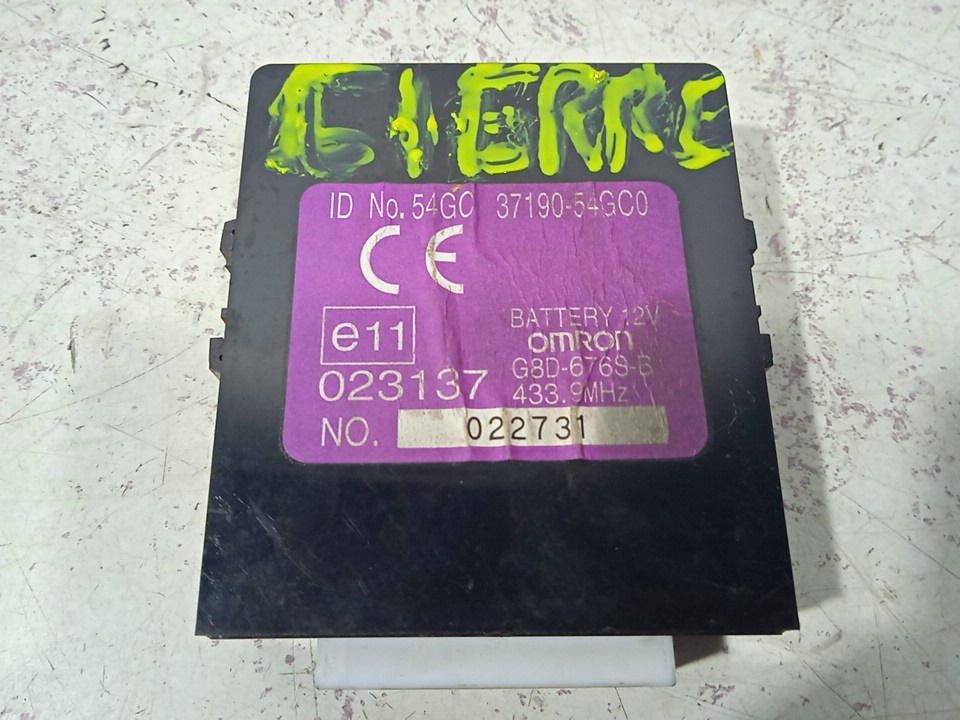 CIERRE
ID No. 54GC 37190-54GC0
CE
e11
023137
BATTERY 12V
OMRON
G8D-676S-B
433.9MHz
NO. 022731